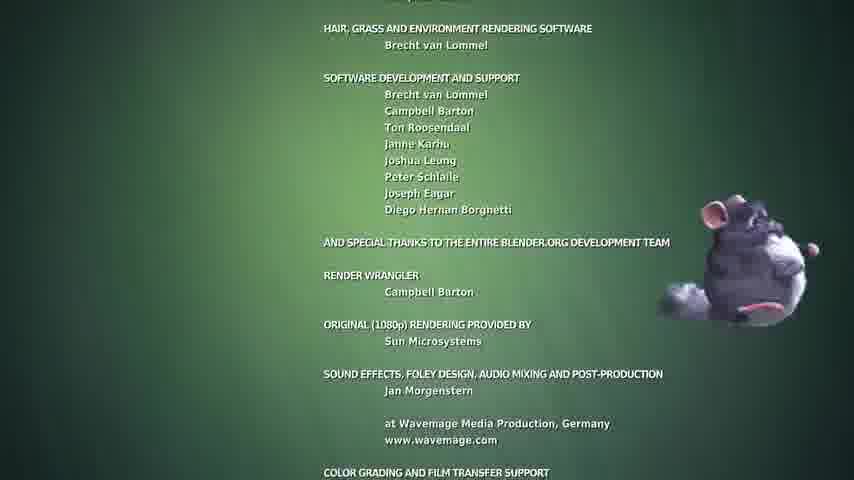 HAIR, GRASS AND ENVIRONMENT RENDERING SOFTWARE
Brecht van Lommel
SOFTWARE DEVELOPMENT AND SUPPORT
Brecht van Lommel
Campbell Barton
Ton Roosendaal
Janne Karhu
Joshua Leung
Peter Schlaile
Joseph Eagar
Diego Hernan Borghetti
AND SPECIAL THANKS TO THE ENTIRE BLENDER.ORG DEVELOPMENT TEAM
RENDER WRANGLER
Campbell Barton
ORIGINAL (1080p) RENDERING PROVIDED BY
Sun Microsystems
SOUND EFFECTS, FOLEY DESIGN, AUDIO MIXING AND POST-PRODUCTION
Jan Morgenstern
at Wavemage Media Production, Germany
www.wavemage.com
COLOR GRADING AND FILM TRANSFER SUPPORT